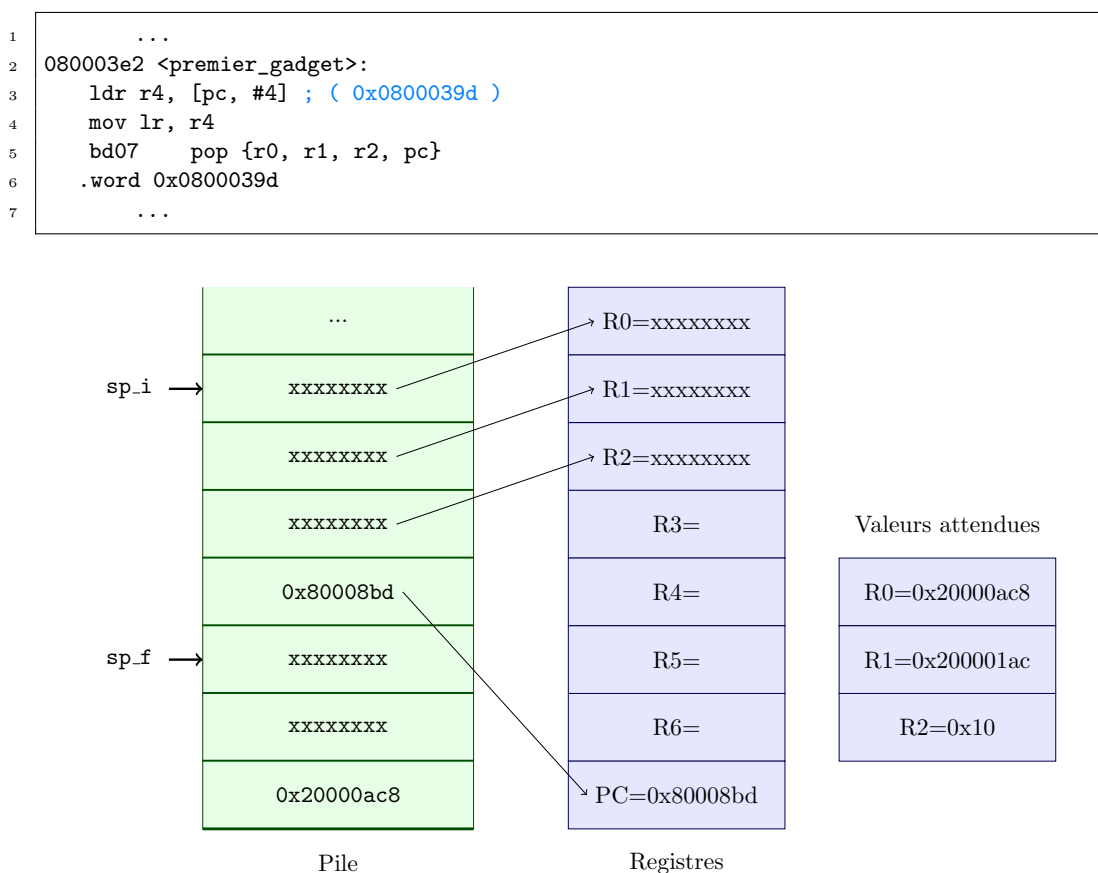 1 ...
2 080003e2 <premier_gadget>:
3 ldr r4, [pc, #4] ; ( 0x0800039d )
4 mov lr, r4
5 bd07 pop {r0, r1, r2, pc}
6 .word 0x0800039d
7 ...
... R0=xxxxxxxx
sp_i xxxxxxxx R1=xxxxxxxx
xxxxxxxx R2=xxxxxxxx
xxxxxxxx R3= Valeurs attendues
0x80008bd R4= R0=0x20000ac8
sp_f xxxxxxxx R5= R1=0x200001ac
xxxxxxxx R6= R2=0x10
0x20000ac8 PC=0x80008bd
Pile Registres